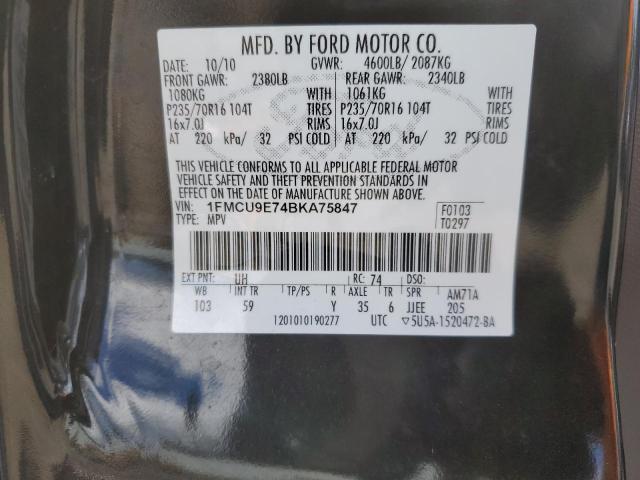 MFD. BY FORD MOTOR CO.
DATE: 10/10 GVWR: 4600LB/ 2087KG
FRONT GAWR: 2380LB REAR GAWR: 2340LB
1080KG WITH 1061KG WITH
P235/70R16 104T TIRES P235/70R16 104T TIRES
16x7.0J RIMS 16x7.0J RIMS
AT 220 kPa/ 32 PSI COLD AT 220 kPa/ 32 PSI COLD
THIS VEHICLE CONFORMS TO ALL APPLICABLE FEDERAL MOTOR
VEHICLE SAFETY AND THEFT PREVENTION STANDARDS IN
EFFECT ON THE DATE OF MANUFACTURE SHOWN ABOVE.
VIN: 1FMCU9E74BKA75847 F0103
TYPE: MPV T0297
EXT PNT: UH RC: 74 DSO:
WB INT TR TP/PS R AXLE TR SPR AM71A
103 59 Y 35 6 JJEE 205
1201010190277 UTC ▽5U5A-1520472-BA